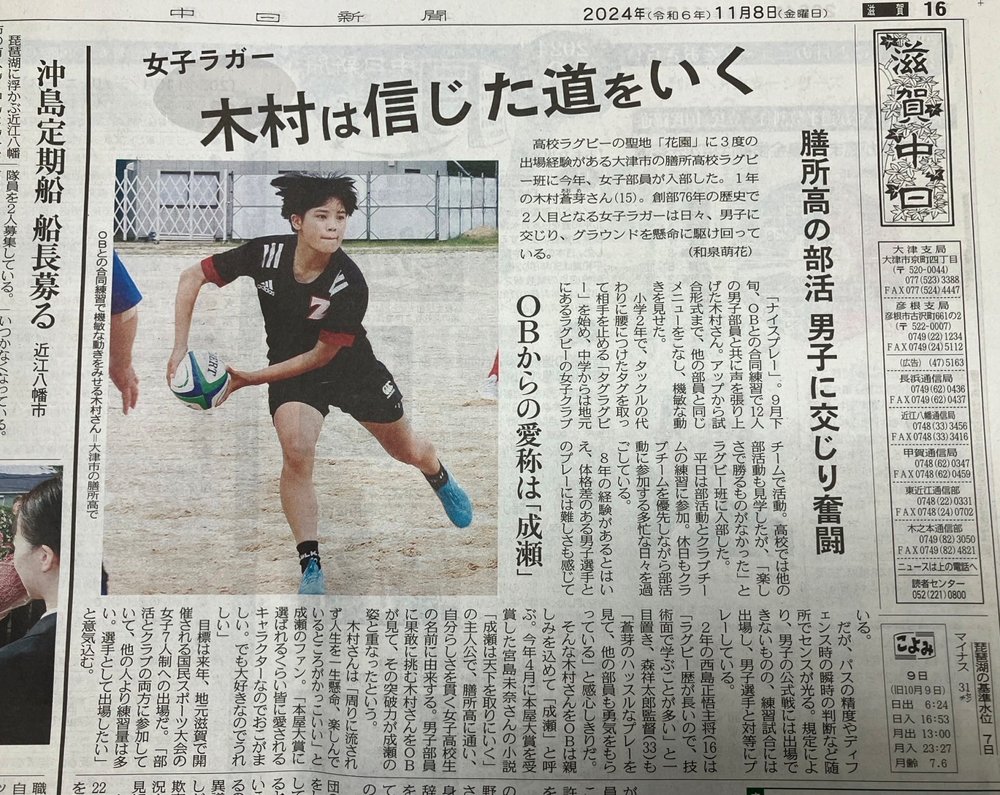 中日新聞
2024年(令和6年)11月8日(金曜日)
滋賀 16
滋賀中日
女子ラガー
木村は信じた道をいく
膳所高の部活 男子に交じり奮闘
高校ラグビーの聖地「花園」に3度の
出場経験がある大津市の膳所高校ラグビ
ー班に今年、女子部員が入部した。1年
の木村蒼芽さん(15)。創部76年の歴史で
2人目となる女子ラガーは日々、男子に
交じり、グラウンドを懸命に駆け回って
いる。 (和泉萌花)
「ナイスプレー」。9月下
旬、OBとの合同練習で12人
の男子部員と共に声を張り上
げた木村さん。アップから試
合形式まで、他の部員と同じ
メニューをこなし、機敏な動
きを見せた。
小学2年で、タックルの代
わりに腰につけたタグを取っ
て相手を止める「タグラグビ
ー」を始め、中学からは地元
にあるラグビーの女子クラブ
チームで活動。高校では他の
部活動も見学したが、「楽し
さで勝るものがなかった」と
ラグビー班に入部した。
平日は部活動とクラブチー
ムの練習に参加。休日もクラ
ブチームを優先しながら部活
動に参加する多忙な日々を過
ごしている。
8年の経験があるとはい
え、体格差のある男子選手と
のプレーには難しさも感じて
いる。
だが、パスの精度やディフ
ェンス時の瞬時の判断など随
所でセンスが光る。規定によ
り、男子の公式戦には出場で
きないものの、練習試合には
出場し、男子選手と対等にプ
レーしている。
2年の西島正悟主将(16)は
「ラグビー歴が長いので、技
術面で学ぶことが多い」と一
目置き、森祥太郎監督(33)も
「蒼芽のハッスルなプレーを
見て、他の部員も勇気をもら
っている」と感心しきりだ。
そんな木村さんをOBは親
しみを込めて「成瀬」と呼
ぶ。今年4月に本屋大賞を受
賞した宮島未奈さんの小説
「成瀬は天下を取りにいく」
の主人公で、膳所高に通い、
自分らしさを貫く女子高校生
の名前に由来する。男子部員
に果敢に挑む木村さんをOB
が見て、その突破力が成瀬の
姿と重なったという。
木村さんは「周りに流され
ず人生を一生懸命、楽しんで
いるところがかっこいい」と
成瀬のファン。「本屋大賞に
選ばれるくらい皆に愛される
キャラクターなのでおこがま
しい。でも大好きなのでうれ
しい」
目標は来年、地元滋賀で開
催される国民スポーツ大会の
女子7人制への出場だ。「部
活とクラブの両方に参加して
いて、他の人より練習量は多
い。選手として出場したい」
と意気込む。
OBからの愛称は「成瀬」
OBとの合同練習で機敏な動きをみせる木村さん=大津市の膳所高で
adidas
7
沖島定期船 船長募る 近江八幡市
琵琶湖に浮かぶ近江八幡
隊員を2人募集している。
いつかなくなっている。
大津支局
大津市京町四丁目
(〒 520-0044)
077(523)3388
FAX077(524)4447
彦根支局
彦根市古沢町661の2
(〒 522-0007)
0749(22)1234
FAX0749(24)5112
(広告) (47)5163
長浜通信局
0749(62)0436
FAX0749(62)0437
近江八幡通信局
0748(33)3456
FAX0748(33)3416
甲賀通信局
0748(62)0347
FAX0748(62)0459
東近江通信部
0748(22)0331
FAX0748(24)0702
木之本通信部
0749(82)3050
FAX0749(82)4821
ニュースは上の電話へ
読者センター
052(221)0800
琵琶湖の基準水位 7日
マイナス 31センチ
こよみ
9日
(旧10月9日)
日出 6:24
日入 16:53
月出 13:00
月入 23:27
月齢 7.6